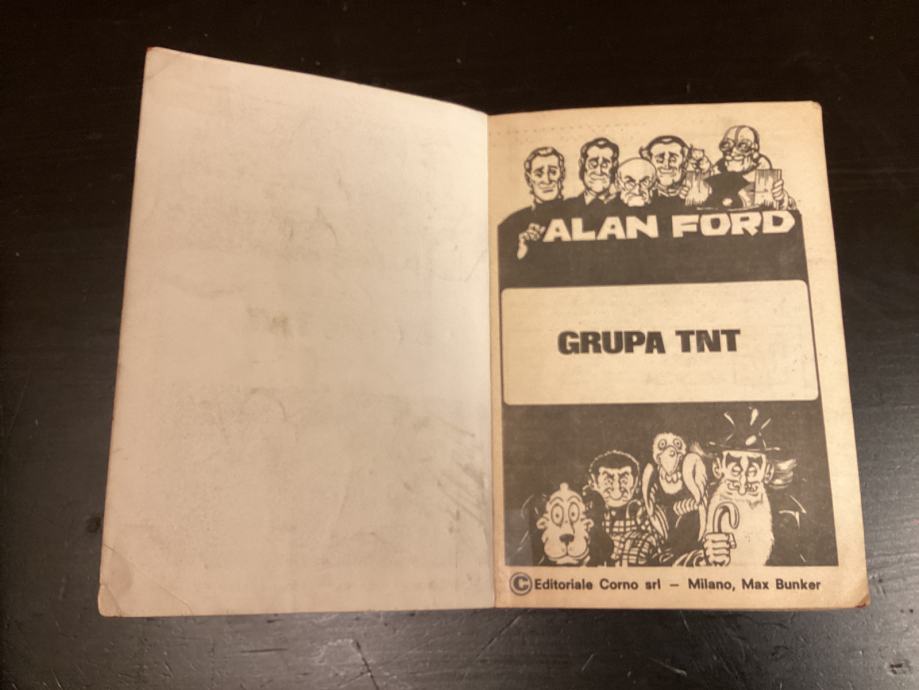 ALAN FORD
GRUPA TNT
© Editoriale Corno srl – Milano, Max Bunker